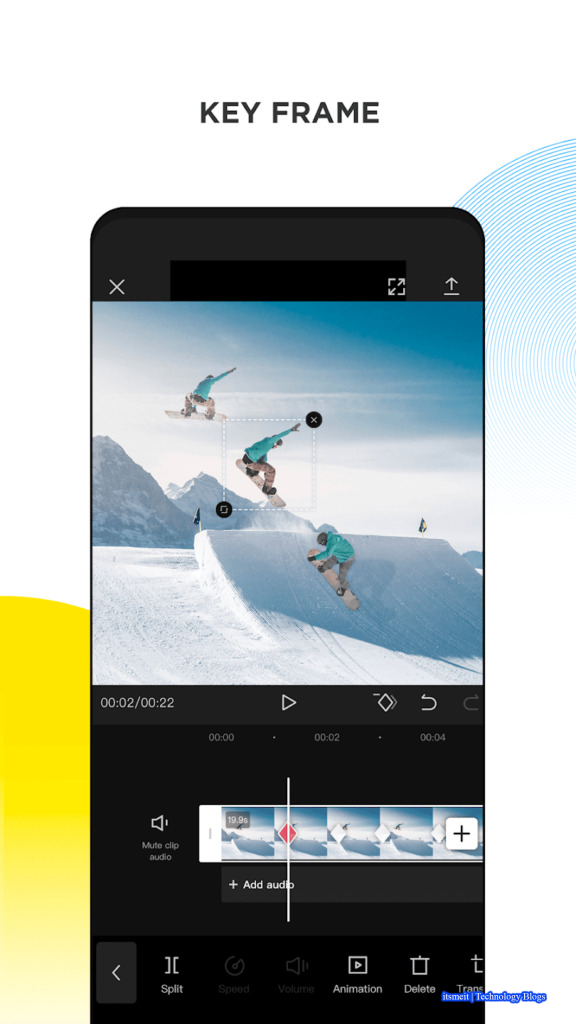 KEY FRAME
00:02/00:22
00:00
00:02
00:04
19.9s
Mute clip
audio
+ Add audio
Split
Speed
Volume
Animation
Delete
Trans
itsmeit | Technology Blogs